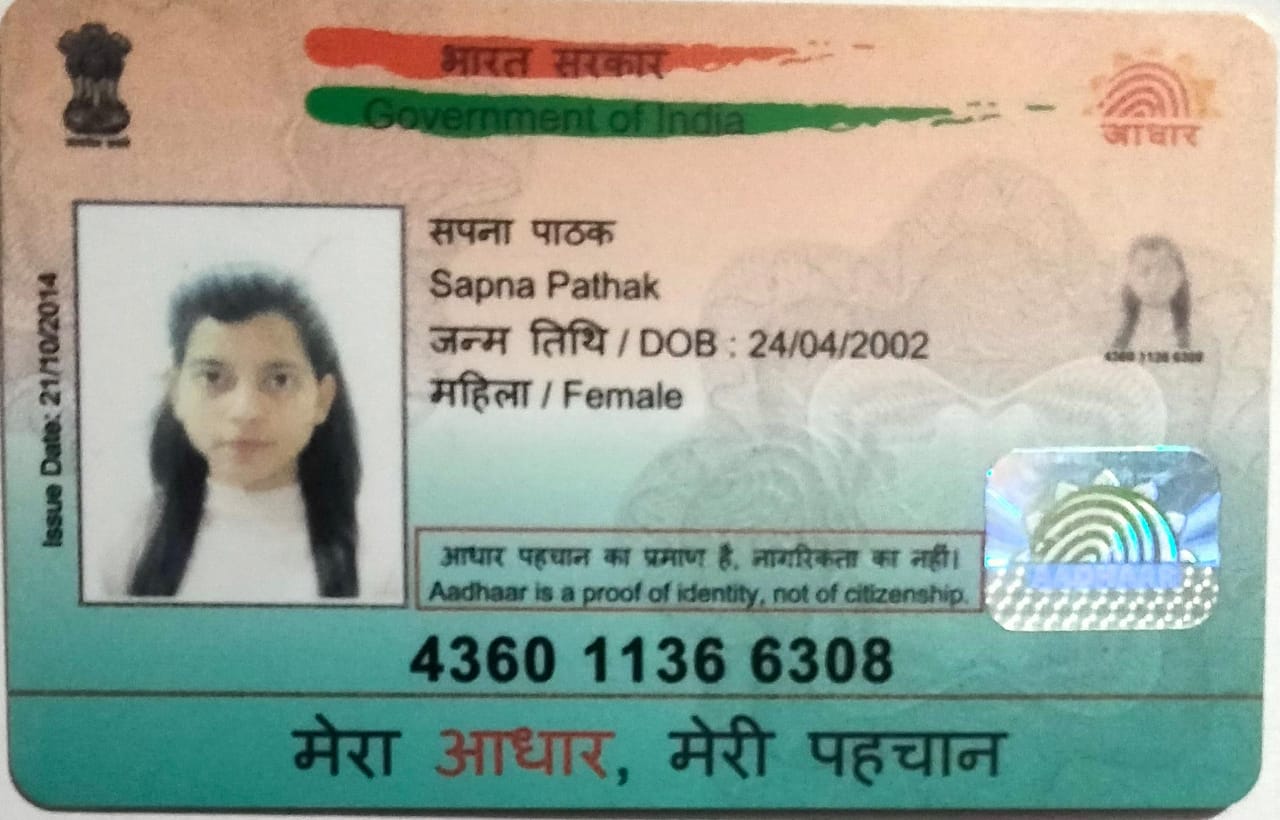 भारत सरकार
Government of India
आधार
सपना पाठक
Sapna Pathak
जन्म तिथि / DOB : 24/04/2002
महिला / Female
4360 1136 6308
Issue Date: 21/10/2014
आधार पहचान का प्रमाण है, नागरिकता का नहीं।
Aadhaar is a proof of identity, not of citizenship.
AADHAAR
4360 1136 6308
मेरा आधार, मेरी पहचान